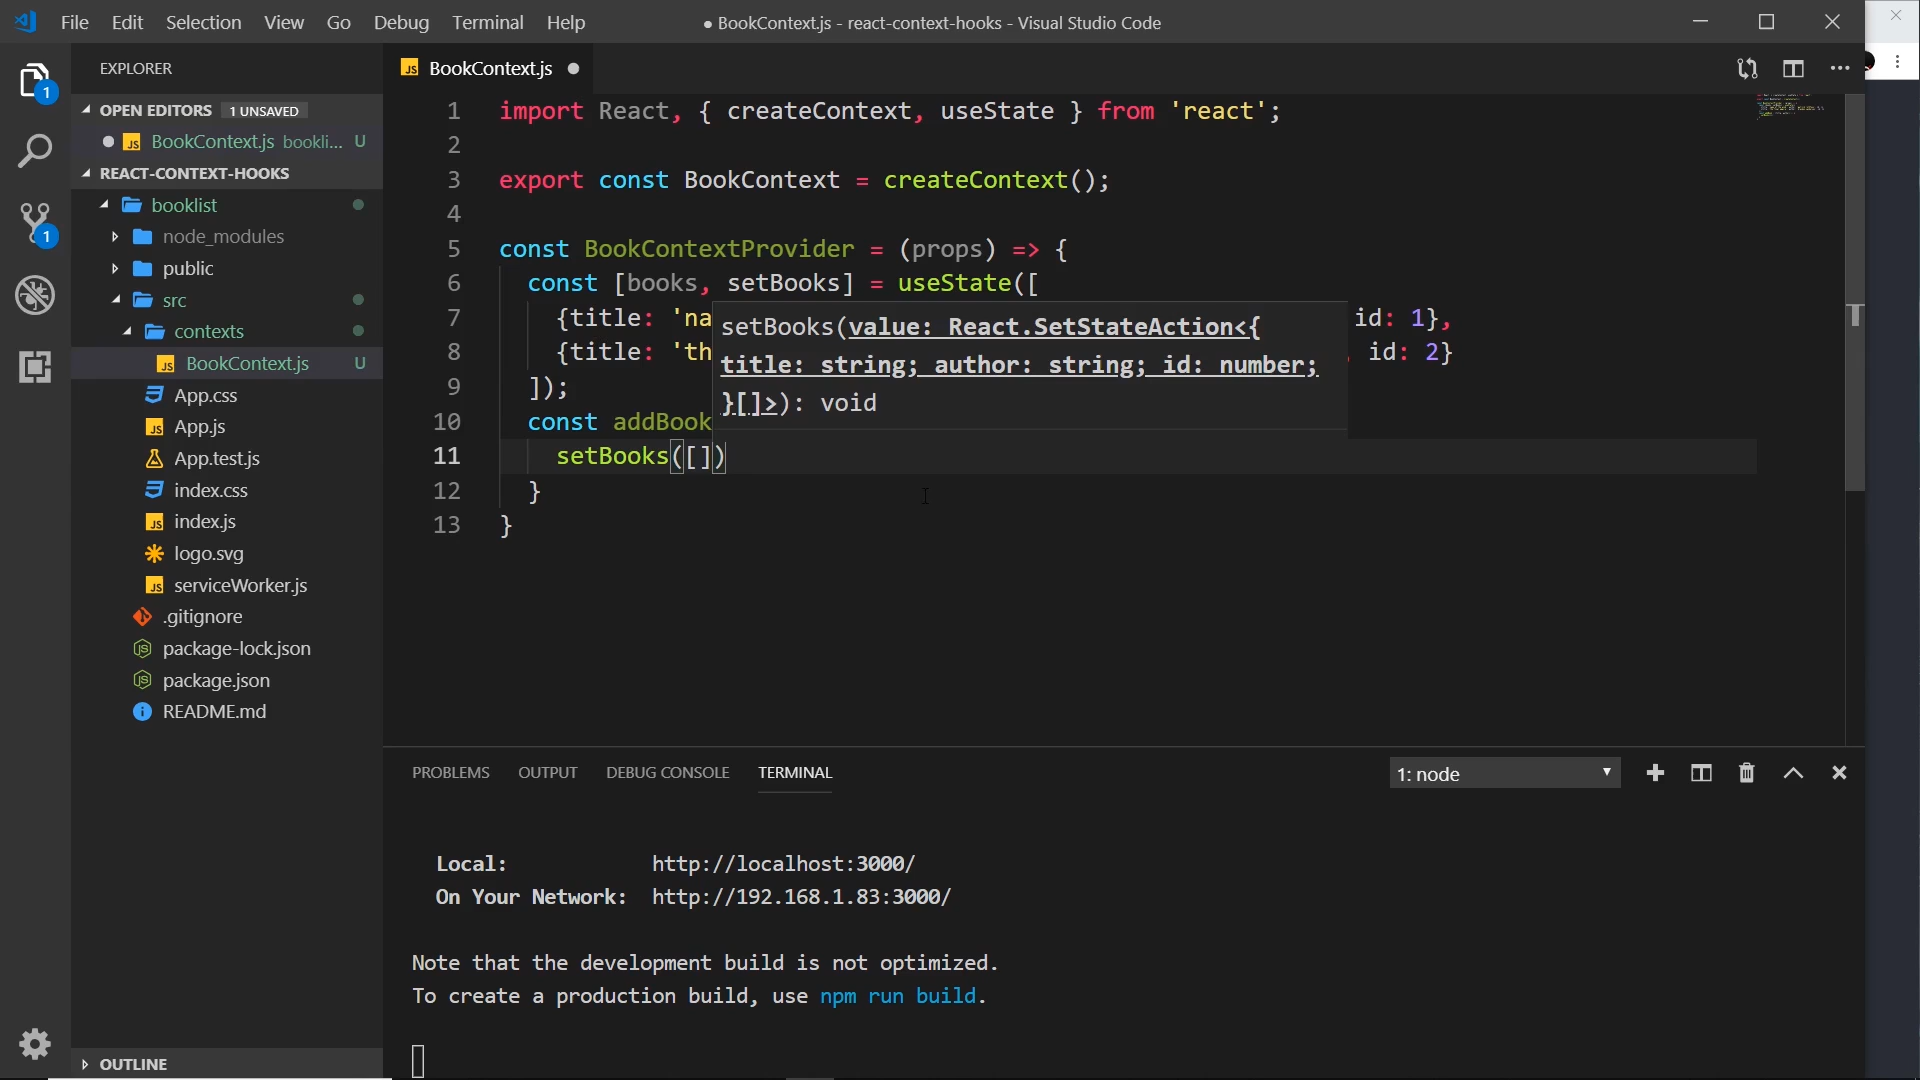 File Edit Selection View Go Debug Terminal Help
● BookContext.js - react-context-hooks - Visual Studio Code
EXPLORER
OPEN EDITORS 1 UNSAVED
BookContext.js bookli... U
REACT-CONTEXT-HOOKS
booklist
node_modules
public
src
contexts
BookContext.js U
App.css
App.js
App.test.js
index.css
index.js
logo.svg
serviceWorker.js
.gitignore
package-lock.json
package.json
README.md
OUTLINE
1
1
BookContext.js
1 import React, { createContext, useState } from 'react';
2
3 export const BookContext = createContext();
4
5 const BookContextProvider = (props) => {
6 const [books, setBooks] = useState([
7 {title: 'na id: 1},
8 {title: 'th , id: 2}
9 ]);
10 const addBook
11 setBooks([])
12 }
13 }
setBooks(value: React.SetStateAction<{
title: string; author: string; id: number;
}[]>): void
PROBLEMS OUTPUT DEBUG CONSOLE TERMINAL
1: node
Local: http://localhost:3000/
On Your Network: http://192.168.1.83:3000/
Note that the development build is not optimized.
To create a production build, use npm run build.